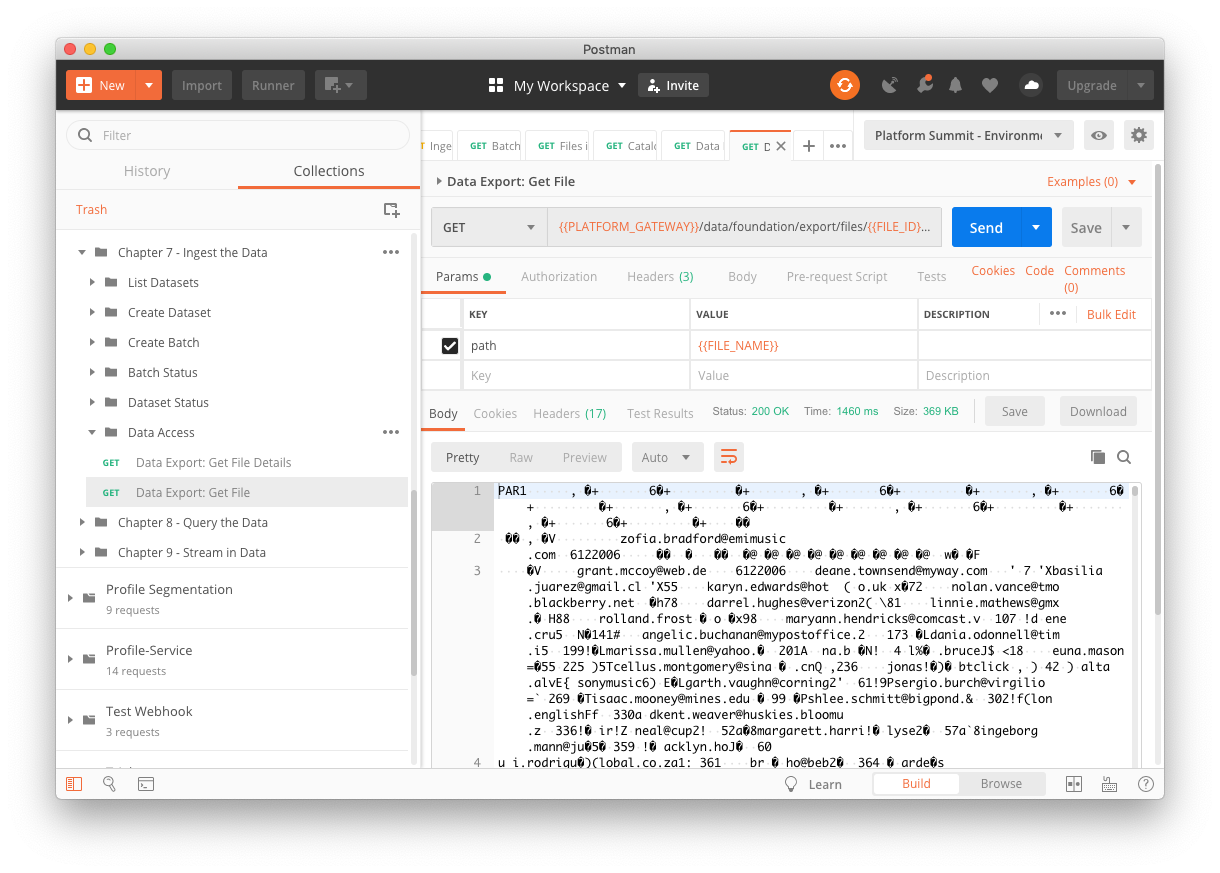 Postman
New
Import
Runner
My Workspace
Invite
Upgrade
Filter
History
Collections
Trash
Chapter 7 - Ingest the Data
List Datasets
Create Dataset
Create Batch
Batch Status
Dataset Status
Data Access
GET Data Export: Get File Details
GET Data Export: Get File
Chapter 8 - Query the Data
Chapter 9 - Stream in Data
Profile Segmentation
9 requests
Profile-Service
14 requests
Test Webhook
3 requests
Inge GET Batch GET Files i GET Catalo GET Data GET D
Platform Summit - Environme
Data Export: Get File
Examples (0)
GET {{PLATFORM_GATEWAY}}/data/foundation/export/files/{{FILE_ID}...
Send
Save
Params Authorization Headers (3) Body Pre-request Script Tests
Cookies Code Comments
(0)
KEY VALUE DESCRIPTION Bulk Edit
path {{FILE_NAME}}
Key Value Description
Body Cookies Headers (17) Test Results
Status: 200 OK Time: 1460 ms Size: 369 KB
Save Download
Pretty Raw Preview Auto
1 PAR1 , �+ 6�+ �+ , �+ 6�+ �+ , �+ 6�
+ �+ , �+ 6�+ �+ , �+ 6�+ �+
, �+ 6�+ �+ ��
2 �� , �V zofia.bradford@emimusic
.com 6122006 �� � �� �@ �@ �@ �@ �@ �@ �@ �@ �@ w� �F
3 �V grant.mccoy@web.de 6122006 deane.townsend@myway.com ' 7 'Xbasilia
.juarez@gmail.cl 'X55 karyn.edwards@hot ( o.uk x�72 nolan.vance@tmo
.blackberry.net �h78 darrel.hughes@verizon2( \81 linnie.mathews@gmx
.� H88 rolland.frost � o �x98 maryann.hendricks@comcast.v 107 !d ene
.cru5 N�141# angelic.buchanan@mypostoffice.2 173 �Ldania.odonnell@tim
.i5 199!�Lmarissa.mullen@yahoo.� 201A na.b �N! 4 l%� .bruceJ$ <18 euna.mason
=�55 225 )5Tcellus.montgomery@sina � .cnQ ,236 jonas!�)� btclick , ) 42 ) alta
.alvE{ sonymusic6) E�Lgarth.vaughn@corning2' 61!9Psergio.burch@virgilio
=` 269 �Tisaac.mooney@mines.edu � 99 �Pshlee.schmitt@bigpond.& 302!f(lon
.englishFf 330a dkent.weaver@huskies.bloomu
.z 336!� ir!Z neal@cup2! 52a�8margarett.harri!� lyse2� 57a`8ingeborg
.mann@ju�5� 359 !� acklyn.hoJ� 60
4 u i.rodriqu�)(lobal.co.za1: 361 br � ho@beb2� 364 � arde�s
Learn
Build
Browse